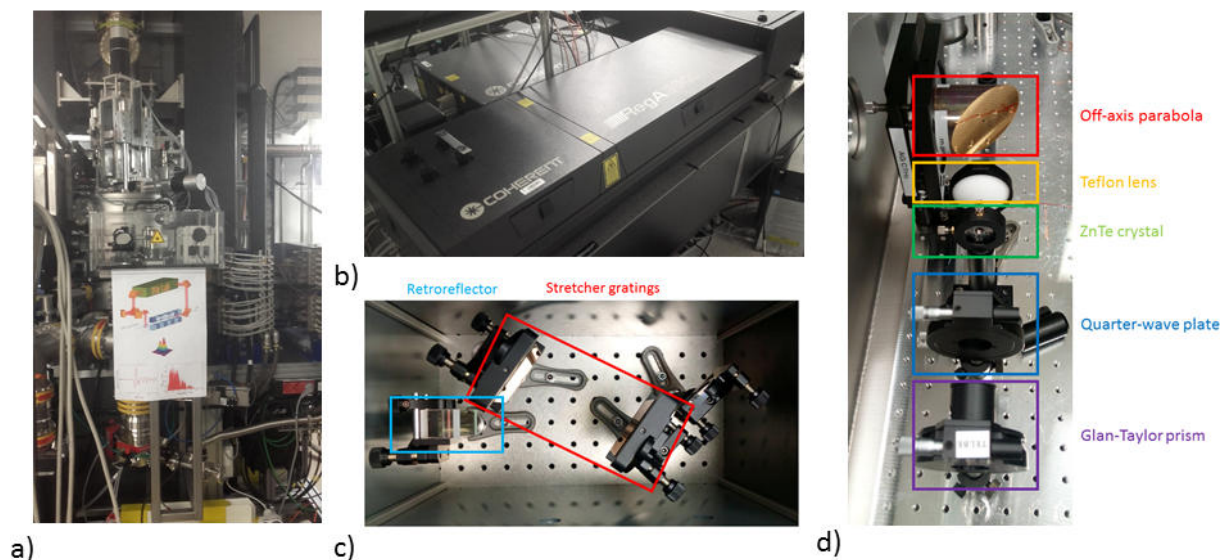 COHERENT
RegA
b)
Retroreflector
Stretcher gratings
a)
c)
Off-axis parabola
Teflon lens
ZnTe crystal
Quarter-wave plate
Glan-Taylor prism
d)